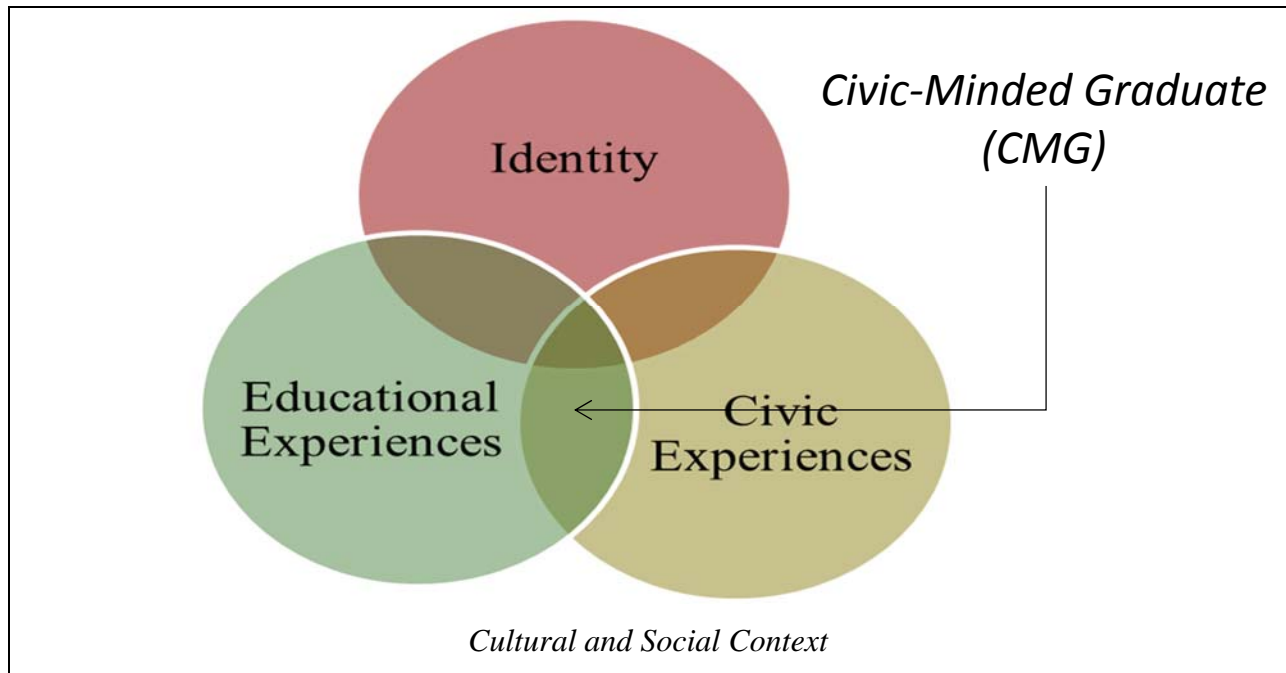 Civic-Minded Graduate
(CMG)
Identity
Educational
Experiences
Civic
Experiences
Cultural and Social Context